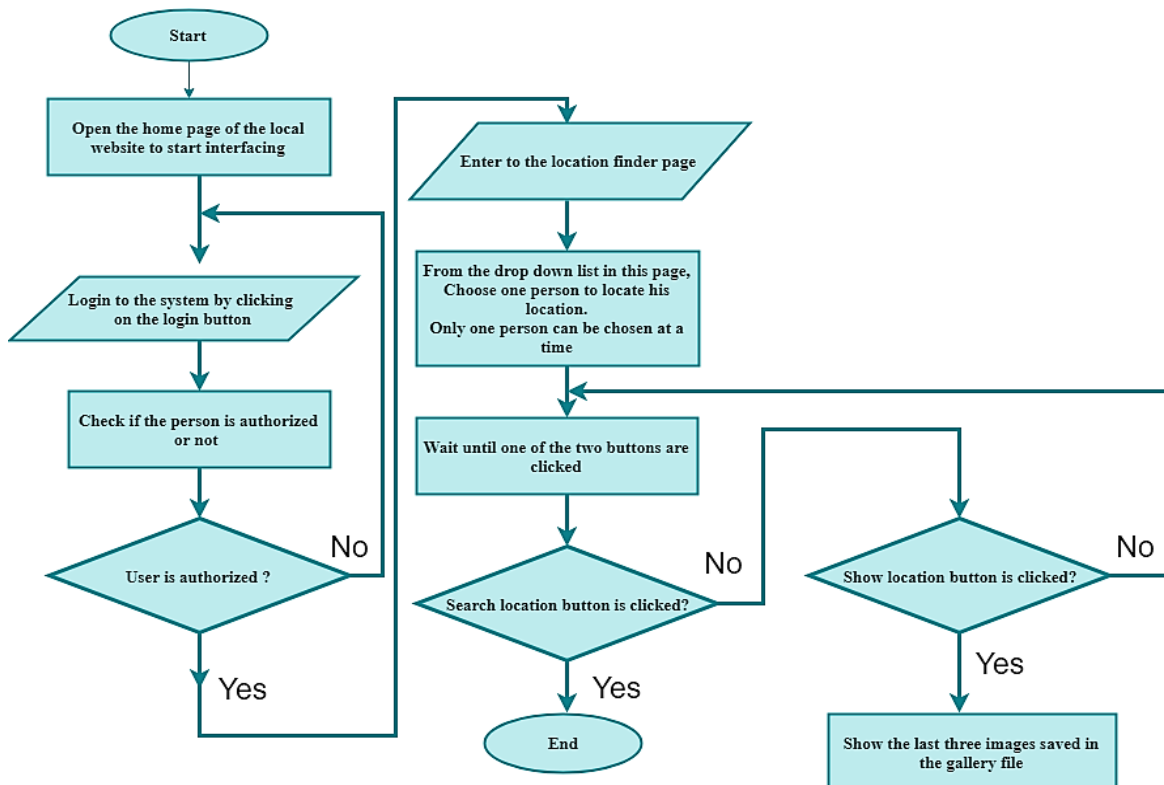 Start
Open the home page of the local
website to start interfacing
Login to the system by clicking
on the login button
Check if the person is authorized
or not
User is authorized ?
No
Yes
Enter to the location finder page
From the drop down list in this page,
Choose one person to locate his
location.
Only one person can be chosen at a
time
Wait until one of the two buttons are
clicked
Search location button is clicked?
No
Yes
End
Show location button is clicked?
No
Yes
Show the last three images saved in
the gallery file